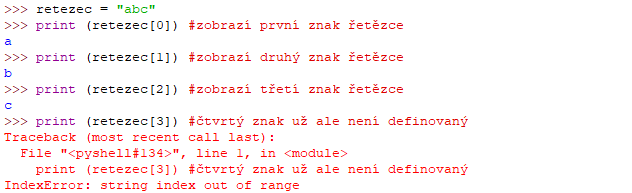 >>> retezec = "abc"
>>> print (retezec[0]) #zobrazí první znak řetězce
a
>>> print (retezec[1]) #zobrazí druhý znak řetězce
b
>>> print (retezec[2]) #zobrazí třetí znak řetězce
c
>>> print (retezec[3]) #čtvrtý znak už ale není definovaný
Traceback (most recent call last):
  File "<pyshell#134>", line 1, in <module>
    print (retezec[3]) #čtvrtý znak už ale není definovaný
IndexError: string index out of range